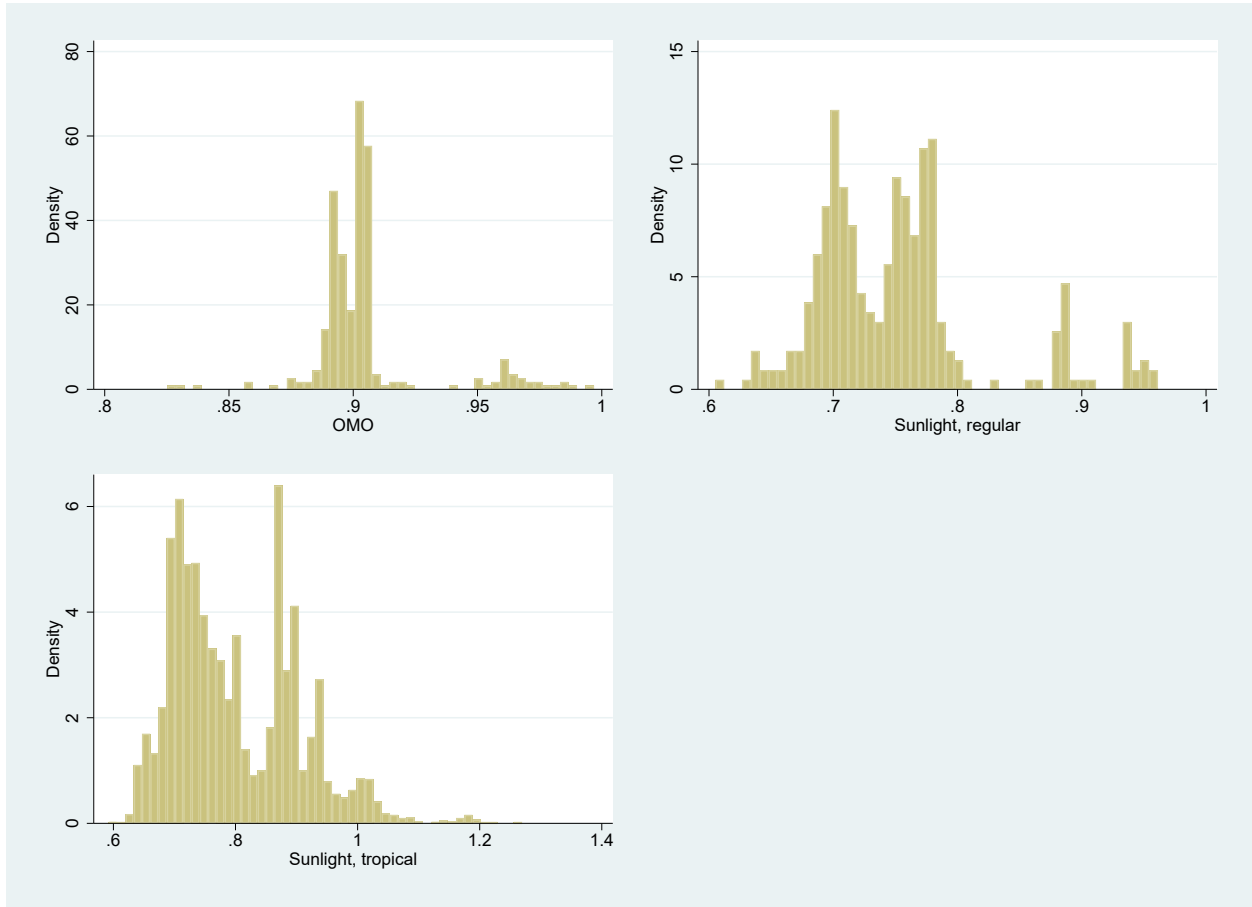 80
60
40
20
0
Density
.8 .85 .9 .95 1
OMO
15
10
5
0
Density
.6 .7 .8 .9 1
Sunlight, regular
6
4
2
0
Density
.6 .8 1 1.2 1.4
Sunlight, tropical